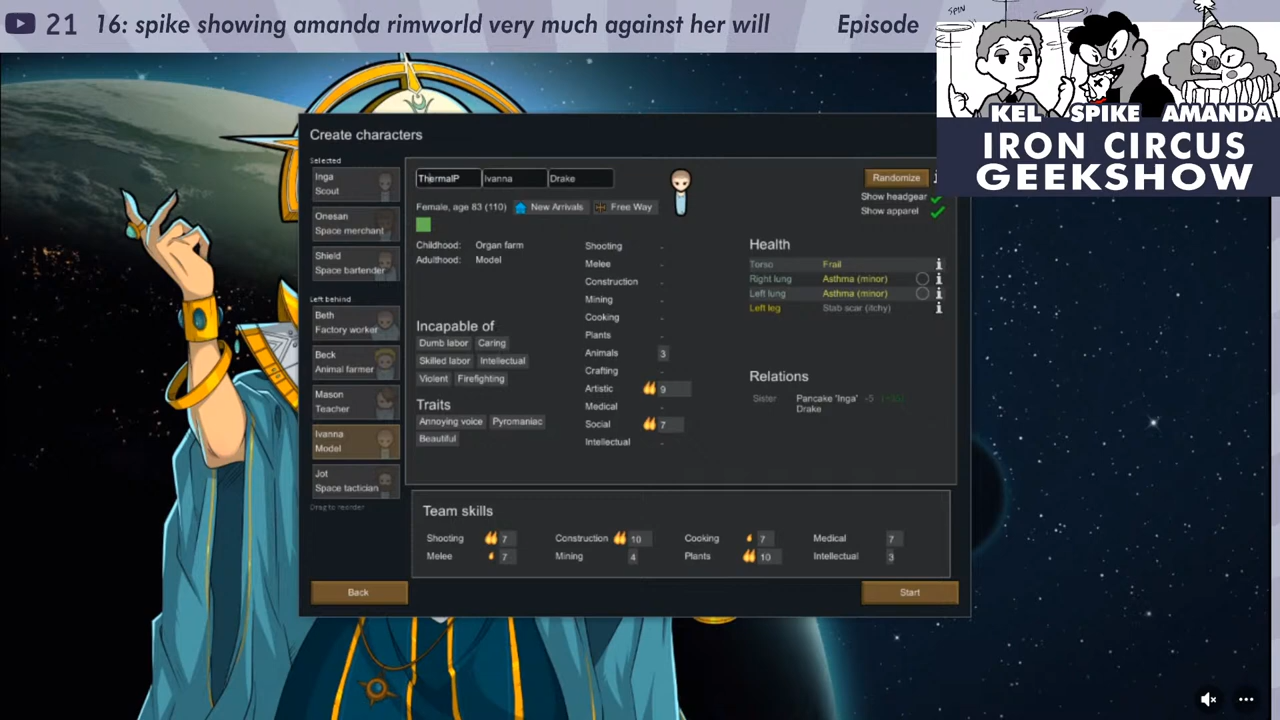 21 16: spike showing amanda rimworld very much against her will Episode
SPIN
KEL SPIKE AMANDA
IRON CIRCUS
GEEKSHOW
Create characters
Selected
Inga
Scout
Onesan
Space merchant
Shield
Space bartender
Left behind
Beth
Factory worker
Beck
Animal farmer
Mason
Teacher
Ivanna
Model
Jot
Space tactician
Drag to reorder
ThermalP Ivanna Drake
Randomize
Show headgear
Show apparel
Female, age 83 (110) New Arrivals Free Way
Childhood: Organ farm
Adulthood: Model
Incapable of
Dumb labor Caring
Skilled labor Intellectual
Violent Firefighting
Traits
Annoying voice Pyromaniac
Beautiful
Shooting -
Melee -
Construction -
Mining -
Cooking -
Plants -
Animals 3
Crafting -
Artistic 9
Medical -
Social 7
Intellectual -
Health
Torso Frail
Right lung Asthma (minor)
Left lung Asthma (minor)
Left leg Stab scar (itchy)
Relations
Sister Pancake 'Inga' -5
Drake
Team skills
Shooting 7 Construction 10 Cooking 7 Medical 7
Melee 7 Mining 4 Plants 10 Intellectual 3
Back Start